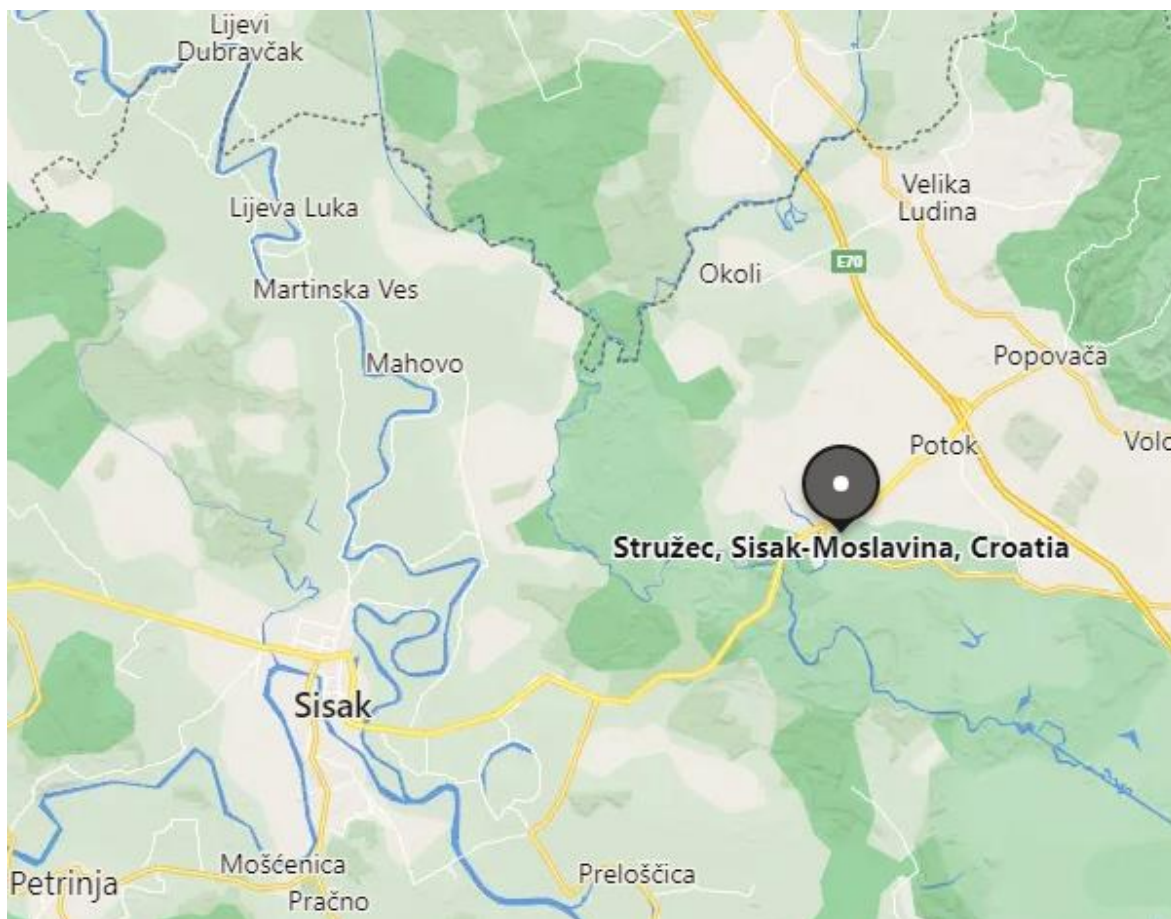 Lijevi
Dubravčak
Velika
Ludina
Lijeva Luka
E70
Okoli
Martinska Ves
Mahovo
Popovača
Potok
Volo
Stružec, Sisak-Moslavina, Croatia
Sisak
Mošćenica
Petrinja
Pračno
Preloščica